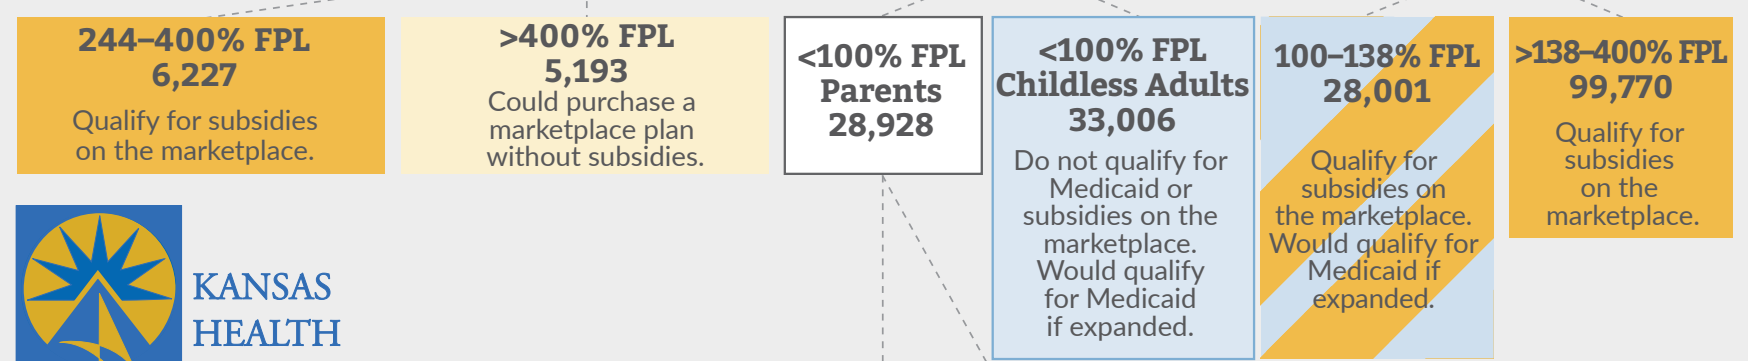 244–400% FPL
6,227
Qualify for subsidies
on the marketplace.
>400% FPL
5,193
Could purchase a
marketplace plan
without subsidies.
<100% FPL
Parents
28,928
<100% FPL
Childless Adults
33,006
Do not qualify for
Medicaid or
subsidies on the
marketplace.
Would qualify
for Medicaid
if expanded.
100–138% FPL
28,001
Qualify for
subsidies on
the marketplace.
Would qualify for
Medicaid if
expanded.
>138–400% FPL
99,770
Qualify for
subsidies
on the
marketplace.
KANSAS
HEALTH